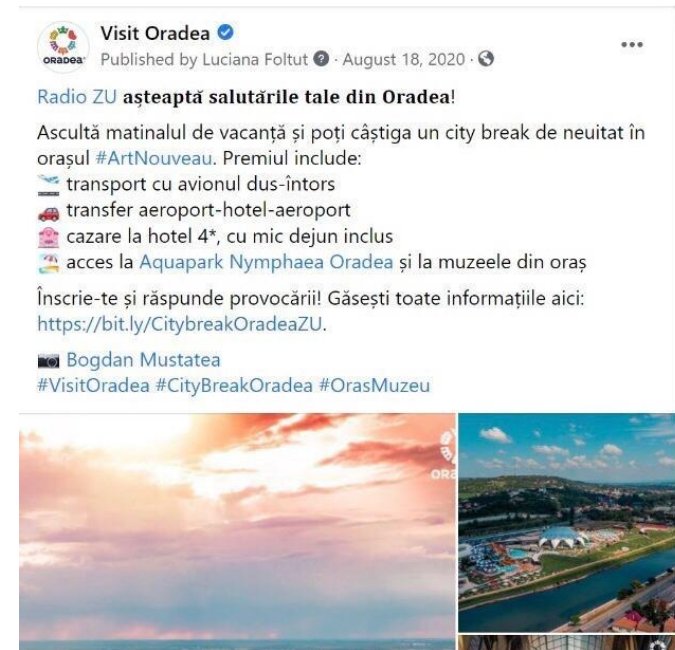 Visit Oradea
ORADEA
Published by Luciana Foltut · August 18, 2020 ·
Radio ZU așteaptă salutările tale din Oradea!
Ascultă matinalul de vacanță și poți câștiga un city break de neuitat în
orașul #ArtNouveau. Premiul include:
transport cu avionul dus-întors
transfer aeroport-hotel-aeroport
cazare la hotel 4*, cu mic dejun inclus
acces la Aquapark Nymphaea Oradea și la muzeele din oraș
Înscrie-te și răspunde provocării! Găsești toate informațiile aici:
https://bit.ly/CitybreakOradeaZU.
Bogdan Mustatea
#VisitOradea #CityBreakOradea #OrasMuzeu